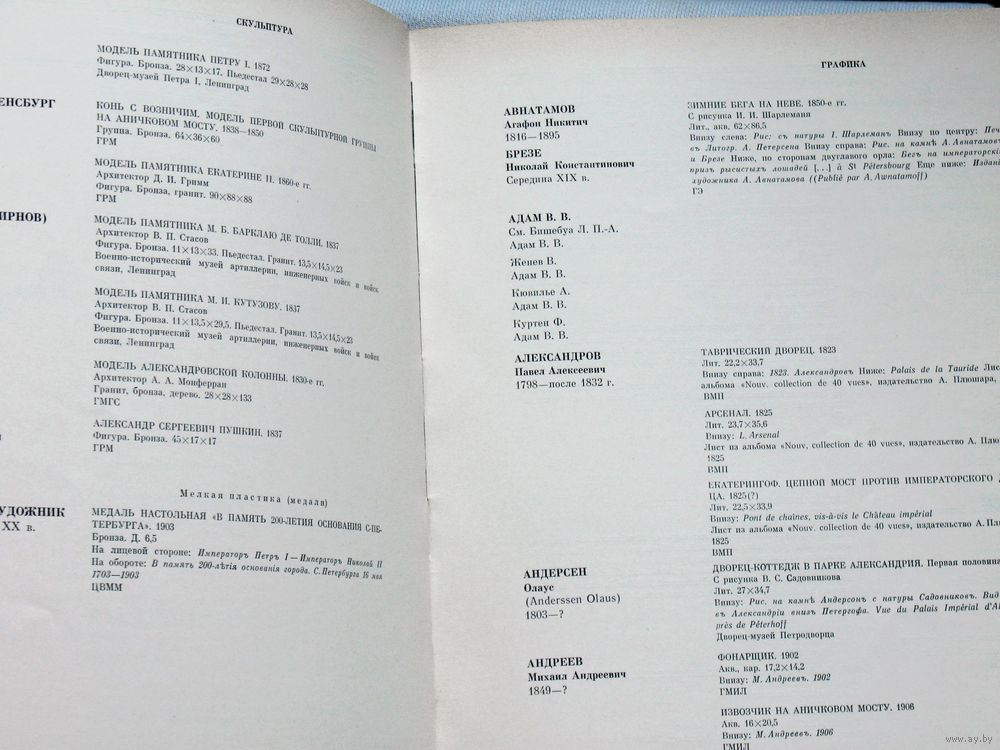 СКУЛЬПТУРА
МОДЕЛЬ ПАМЯТНИКА ПЕТРУ I. 1872
Фигура. Бронза. 28×13×17. Пьедестал 29×28×28
Дворец-музей Петра I, Ленинград
ЕНСБУРГ
КОНЬ С ВОЗНИЧИМ. МОДЕЛЬ ПЕРВОЙ СКУЛЬПТУРНОЙ ГРУППЫ
НА АНИЧКОВОМ МОСТУ. 1838—1850
Группа. Бронза. 64×36×60
ГРМ
МОДЕЛЬ ПАМЯТНИКА ЕКАТЕРИНЕ II. 1860-е гг.
Архитектор Д. И. Гримм
Фигура. Бронза, гранит. 90×88×88
ГРМ
ИРНОВ)
МОДЕЛЬ ПАМЯТНИКА М. Б. БАРКЛАЮ ДЕ ТОЛЛИ. 1837
Архитектор В. П. Стасов
Фигура. Бронза. 11×13×33. Пьедестал. Гранит. 13,5×14,5×23
Военно-исторический музей артиллерии, инженерных войск и войск
связи, Ленинград
МОДЕЛЬ ПАМЯТНИКА М. И. КУТУЗОВУ. 1837
Архитектор В. П. Стасов
Фигура. Бронза. 11×13,5×29,5. Пьедестал. Гранит. 13,5×14,5×23
Военно-исторический музей артиллерии, инженерных войск и войск
связи, Ленинград
МОДЕЛЬ АЛЕКСАНДРОВСКОЙ КОЛОННЫ. 1830-е гг.
Архитектор А. А. Монферран
Гранит, бронза, дерево. 28×28×133
ГМГС
АЛЕКСАНДР СЕРГЕЕВИЧ ПУШКИН. 1837
Фигура. Бронза. 45×17×17
ГРМ
Мелкая пластика (медали)
УДОЖНИК
XX в.
МЕДАЛЬ НАСТОЛЬНАЯ «В ПАМЯТЬ 200-ЛЕТИЯ ОСНОВАНИЯ С-ПЕ-
ТЕРБУРГА». 1903
Бронза. Д. 6,5
На лицевой стороне: Императоръ Петръ I—Императоръ Николай II
На обороте: В память 200-лѣтія основанія города. С. Петербурга 16 мая
1703—1903
ЦВММ
ГРАФИКА
АВНАТАМОВ
Агафон Никитич
1816—1895
БРЕЗЕ
Николай Константинович
Середина XIX в.
ЗИМНИЕ БЕГА НА НЕВЕ. 1850-е гг.
С рисунка И. И. Шарлеманя
Лит., акв. 62×86,5
Внизу слева: Рис: съ натуры I. Шарлеманъ Внизу по центру: Печ
въ Литогр. А. Петерсена Внизу справа: Рис. на камнѣ А. Авнатамовъ
и Брезе Ниже, по сторонам двуглавого орла: Бегъ на императорскі
призъ рысистыхъ лошадей [...] à St Pétersbourg Еще ниже: Изданi
художника А. Авнатамова ((Publié par A. Awnatamoff)
ГЭ
АДАМ В. В.
См. Бишебуа Л. П.-А.
Адам В. В.
Женев В.
Адам В. В.
Кювилье А.
Адам В. В.
Куртен Ф.
Адам В. В.
АЛЕКСАНДРОВ
Павел Алексеевич
1798—после 1832 г.
ТАВРИЧЕСКИЙ ДВОРЕЦ. 1823
Лит. 22,2×33,7
Внизу справа: 1823. Александровъ Ниже: Palais de la Tauride Лис
альбома «Nouv. collection de 40 vues», издательство А. Плюшара,
ВМП
АРСЕНАЛ. 1825
Лит. 23,7×35,6
Внизу: L. Arsenal
Лист из альбома «Nouv, collection de 40 vues», издательство А. Плю
1825
ВМП
ЕКАТЕРИНГОФ. ЦЕПНОЙ МОСТ ПРОТИВ ИМПЕРАТОРСКОГО Д
ЦА. 1825(?)
Лит. 22,5×33,9
Внизу: Pont de chaines, vis-à-vis le Château impérial
Лист из альбома «Nouv. collection de 40 vues», издательство А. Плю
1825
ВМП
АНДЕРСЕН
Олаус
(Anderssen Olaus)
1803—?
ДВОРЕЦ-КОТТЕДЖ В ПАРКЕ АЛЕКСАНДРИЯ. Первая половина
С рисунка В. С. Садовникова
Лит. 27×34,7
Внизу: Рис. на камнѣ Андерсонъ с натуры Садовниковъ. Вид
въ Александріи внизъ Петергофа. Vue du Palais Impérial d'Al
près de Pêterhoff
Дворец-музей Петродворца
АНДРЕЕВ
Михаил Андреевич
1849—?
ФОНАРЩИК. 1902
Акв., кар. 17,2×14,2
Внизу: М. Андреевъ. 1902
ГМИЛ
ИЗВОЗЧИК НА АНИЧКОВОМ МОСТУ. 1906
Акв. 16×20,5
Внизу: М. Андреевъ. 1906
ГМИЛ
www.ay.by